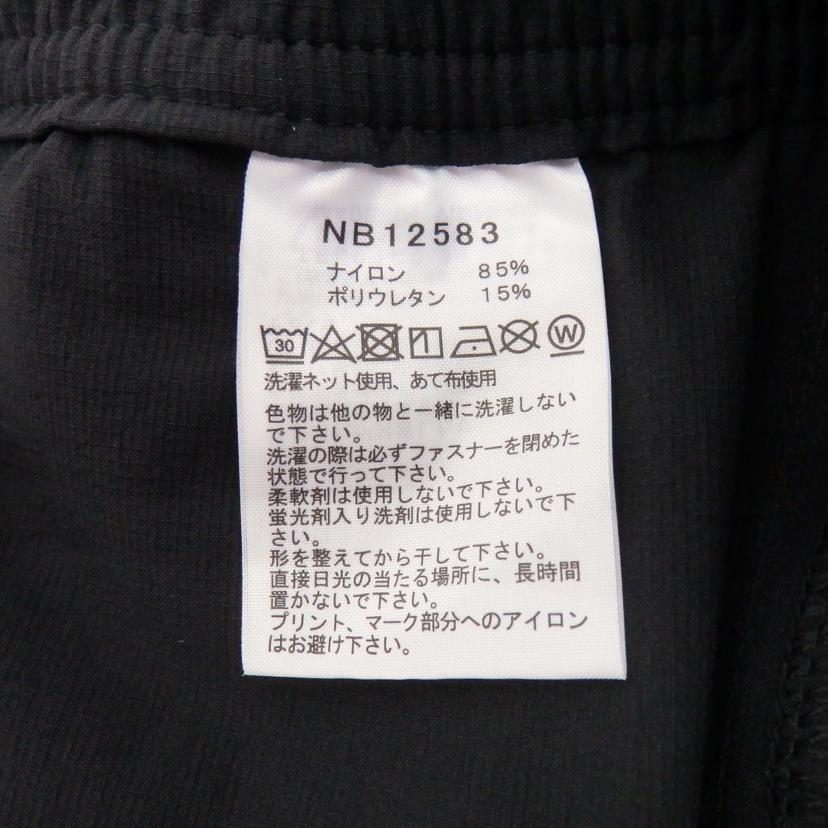 NB12583
ナイロン 85%
ポリウレタン 15%
30 W
洗濯ネット使用、あて布使用
色物は他の物と一緒に洗濯しない
で下さい。
洗濯の際は必ずファスナーを閉めた
状態で行って下さい。
柔軟剤は使用しないで下さい。
蛍光剤入り洗剤は使用しないで下
さい。
形を整えてから干して下さい。
直接日光の当たる場所に、長時間
置かないで下さい。
プリント、マーク部分へのアイロン
はお避け下さい。